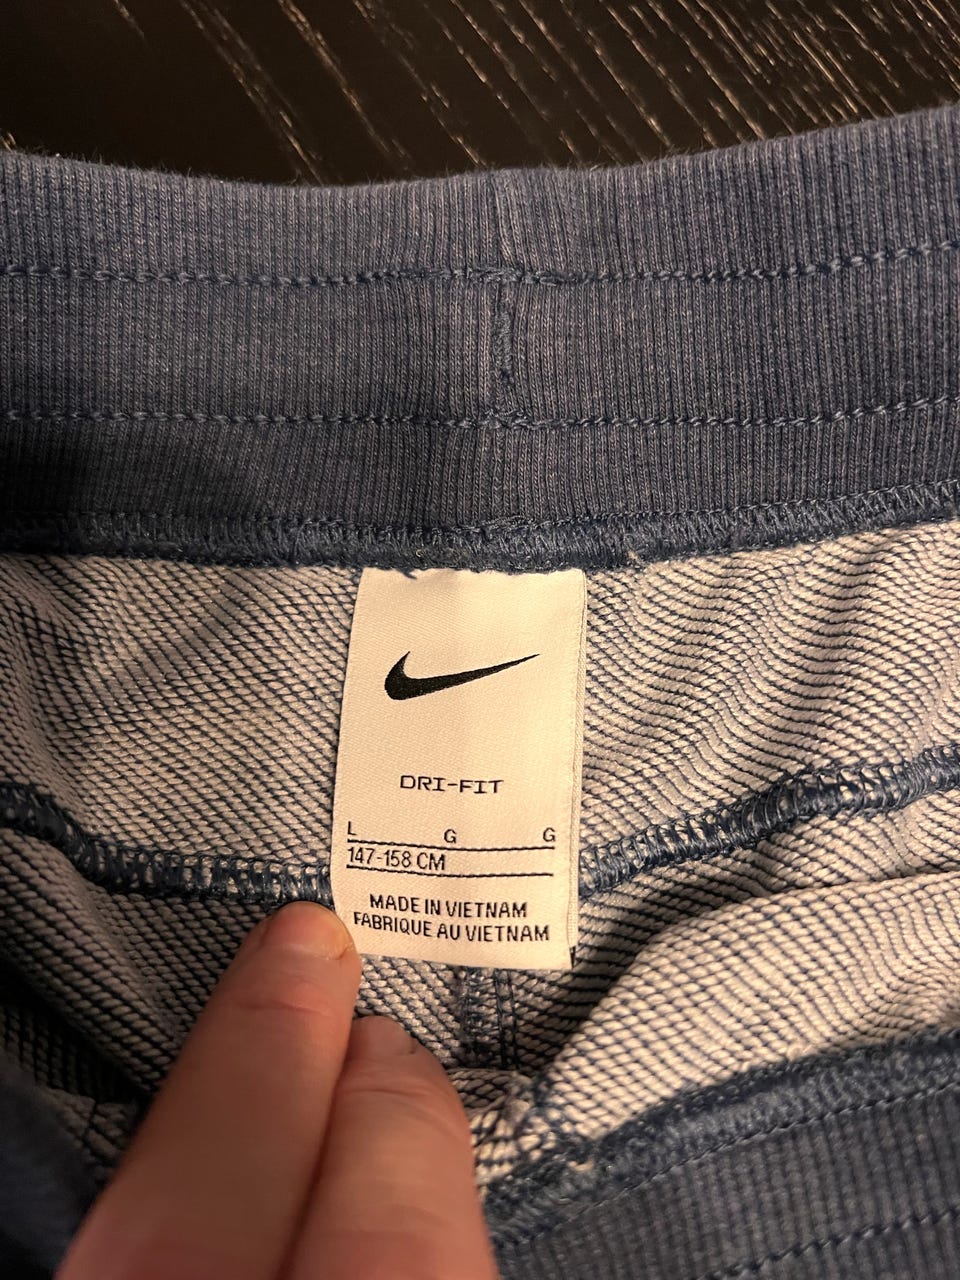 DRI-FIT
L G G
147-158 CM
MADE IN VIETNAM
FABRIQUE AU VIETNAM